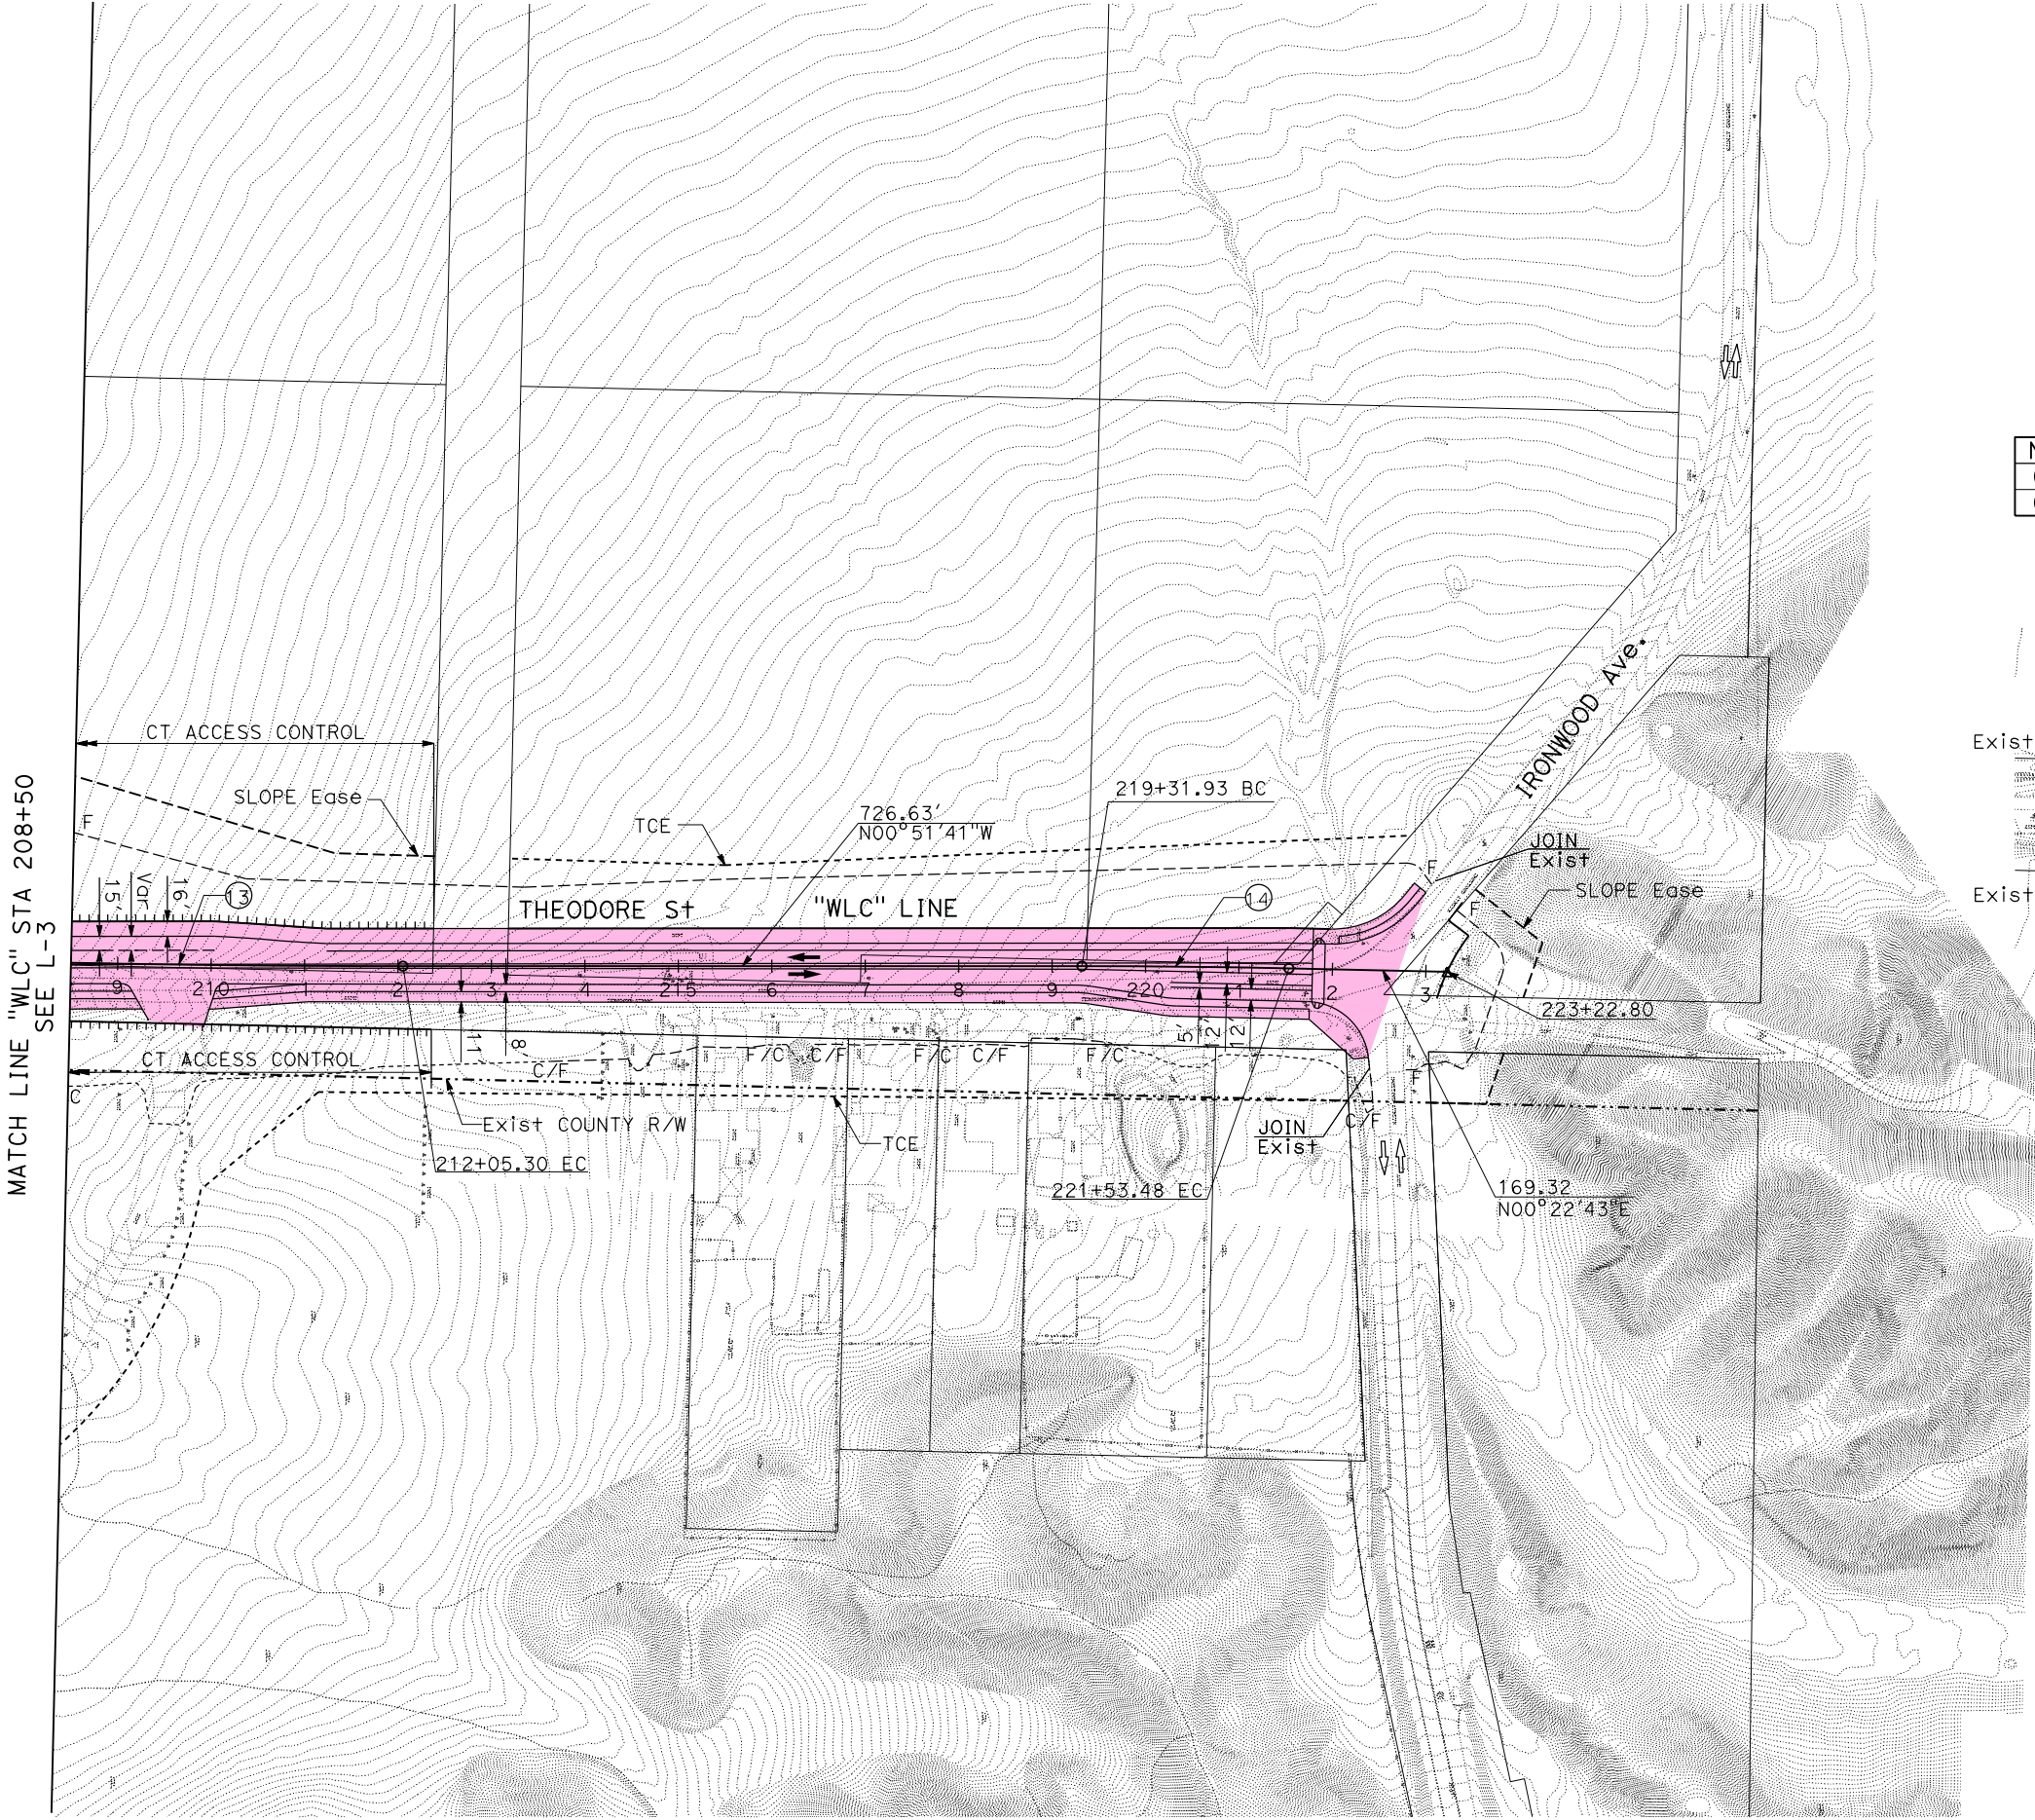 MATCH LINE "WLC" STA 208+50
SEE L-3
CT ACCESS CONTROL
SLOPE Ease
F
TCE
726.63'
N00°51'41"W
219+31.93 BC
IRONWOOD Ave.
JOIN
Exist
SLOPE Ease
F
F
Exist
Exist
15'
Var
16'
13
THEODORE St
"WLC" LINE
14
9
210
1
2
3
4
215
6
7
8
9
220
1
2
3
223+22.80
11'
8'
5'
12'
12'
CT ACCESS CONTROL
C
C/F
F/C
C/F
F/C
C/F
F/C
F
Exist COUNTY R/W
TCE
JOIN
Exist
C/F
212+05.30 EC
221+53.48 EC
169.32
N00°22'43"E